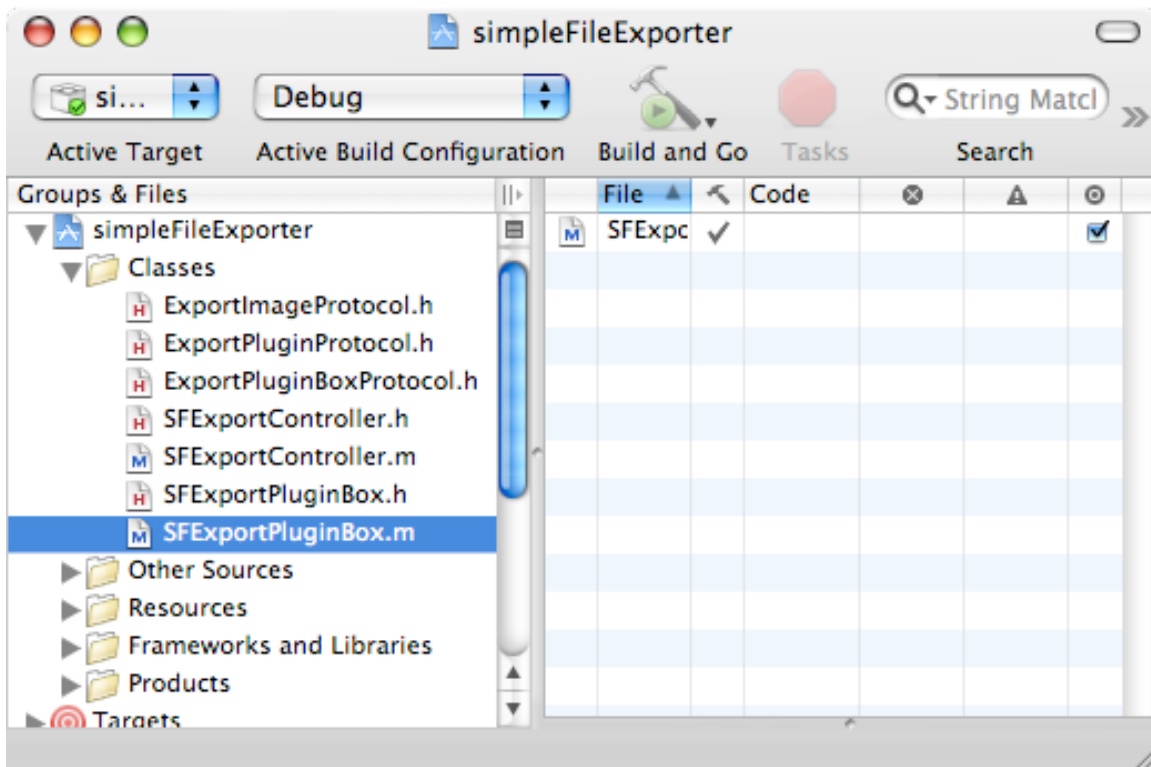 simpleFileExporter
si... Debug String Matcl
Active Target Active Build Configuration Build and Go Tasks Search
Groups & Files File Code
simpleFileExporter SFExpc
Classes
ExportImageProtocol.h
ExportPluginProtocol.h
ExportPluginBoxProtocol.h
SFExportController.h
SFExportController.m
SFExportPluginBox.h
SFExportPluginBox.m
Other Sources
Resources
Frameworks and Libraries
Products
Targets